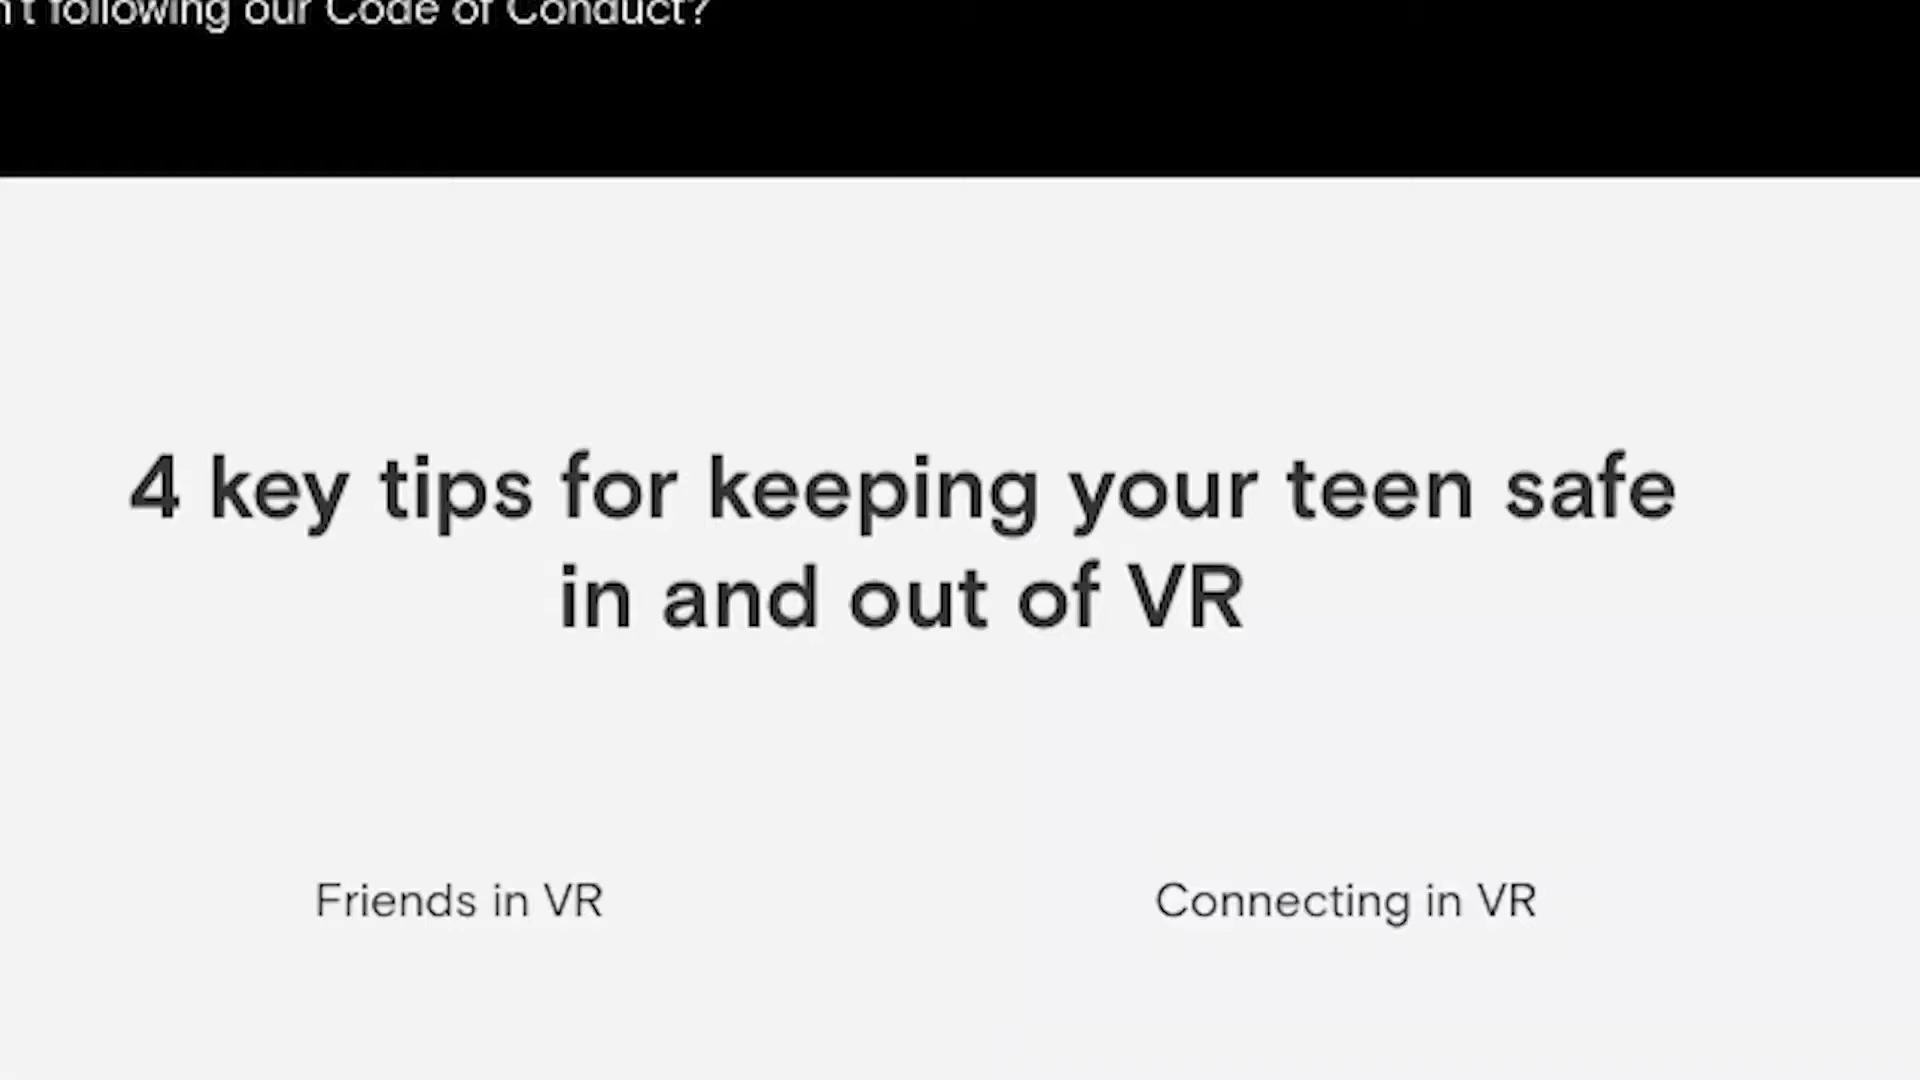 following our Code of Conduct?
4 key tips for keeping your teen safe
in and out of VR
Friends in VR
Connecting in VR